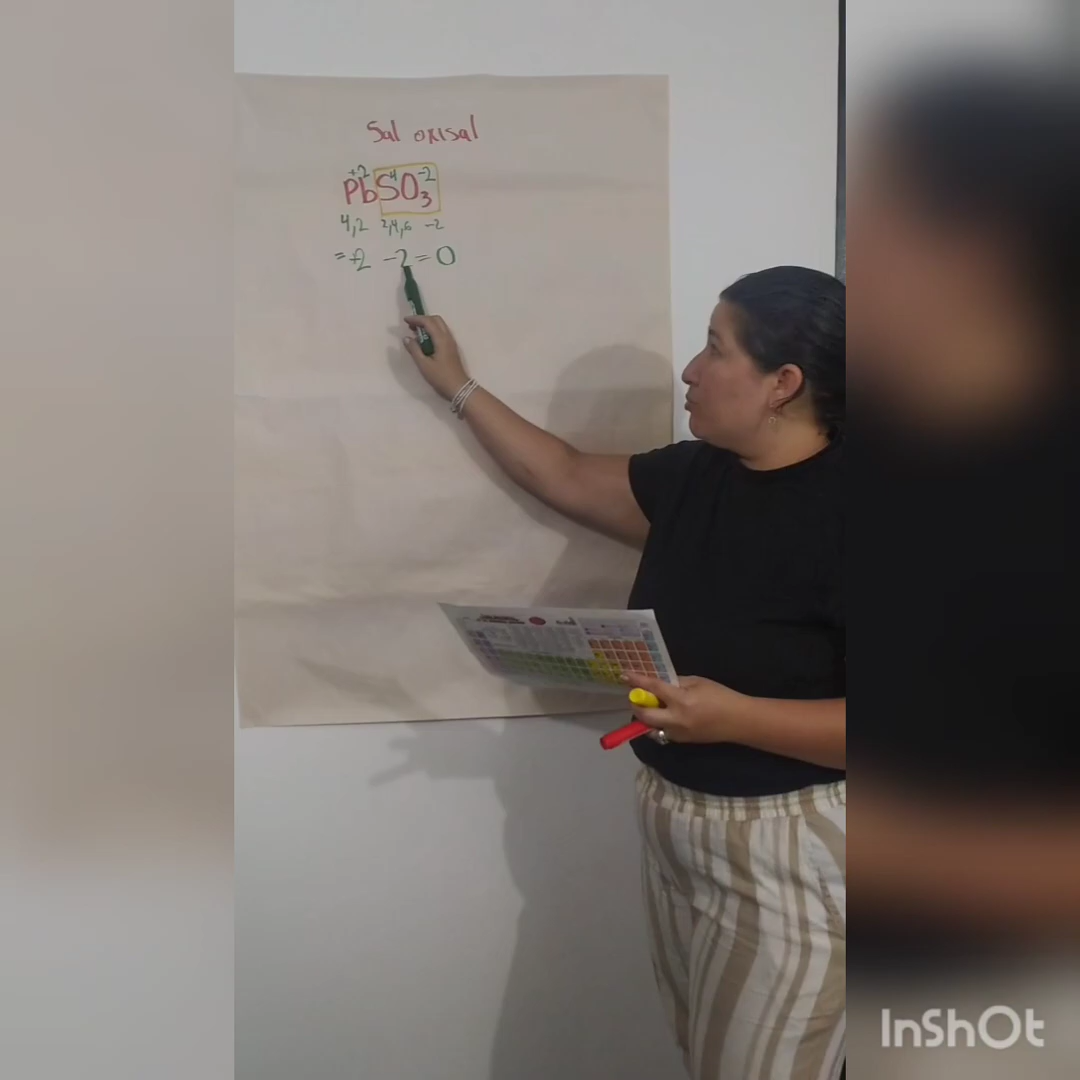 Sal oxisal
+2 4 -2
PbSO3
4,2 2,4,6 -2
= +2 -2 = 0
InShOt